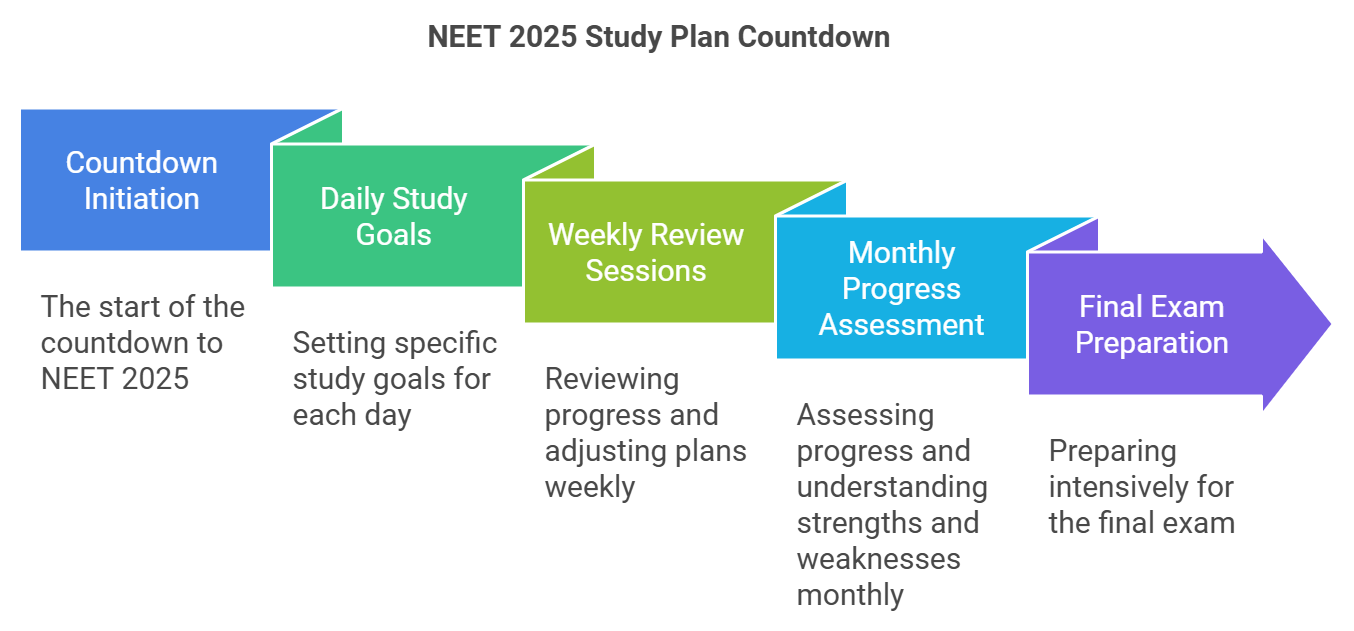 NEET 2025 Study Plan Countdown
Countdown
Initiation
The start of the
countdown to
NEET 2025
Daily Study
Goals
Setting specific
study goals for
each day
Weekly Review
Sessions
Reviewing
progress and
adjusting plans
weekly
Monthly
Progress
Assessment
Assessing
progress and
understanding
strengths and
weaknesses
monthly
Final Exam
Preparation
Preparing
intensively for
the final exam